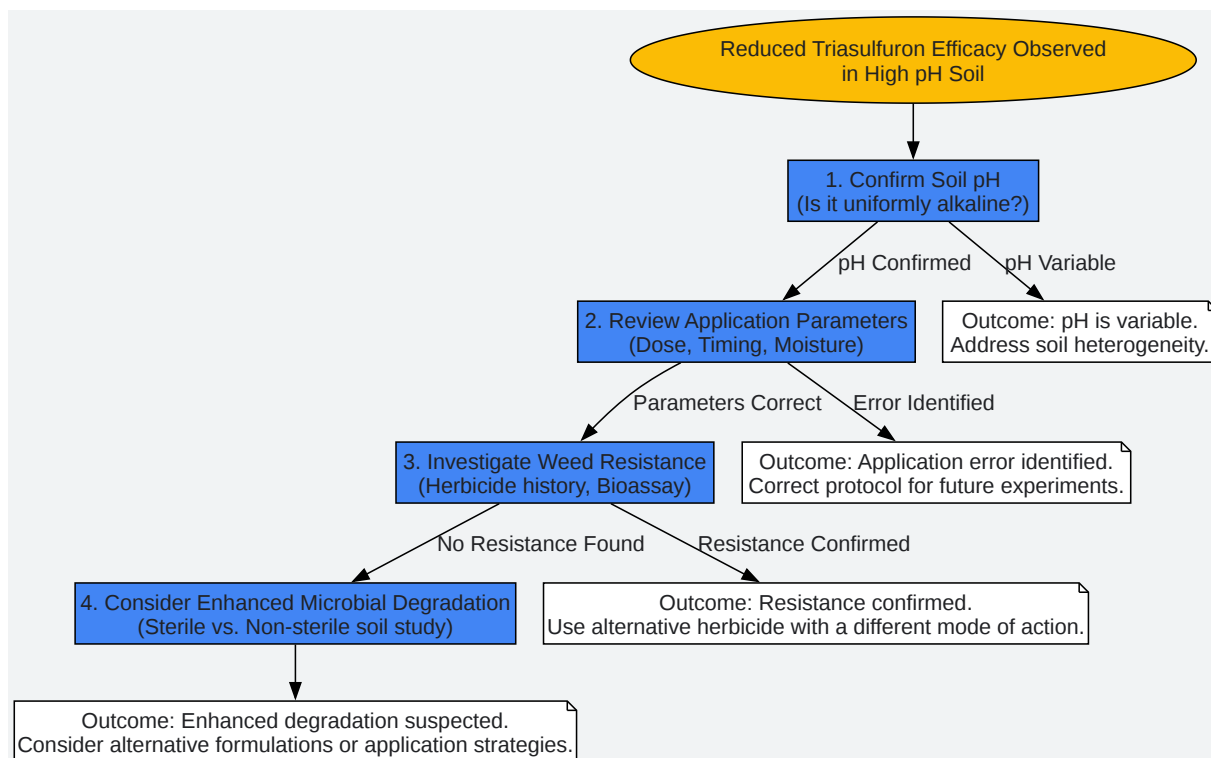 Reduced Triasulfuron Efficacy Observed
in High pH Soil
1. Confirm Soil pH
(Is it uniformly alkaline?)
pH Confirmed
pH Variable
2. Review Application Parameters
(Dose, Timing, Moisture)
Outcome: pH is variable.
Address soil heterogeneity.
Parameters Correct
Error Identified
3. Investigate Weed Resistance
(Herbicide history, Bioassay)
Outcome: Application error identified.
Correct protocol for future experiments.
No Resistance Found
Resistance Confirmed
4. Consider Enhanced Microbial Degradation
(Sterile vs. Non-sterile soil study)
Outcome: Resistance confirmed.
Use alternative herbicide with a different mode of action.
Outcome: Enhanced degradation suspected.
Consider alternative formulations or application strategies.